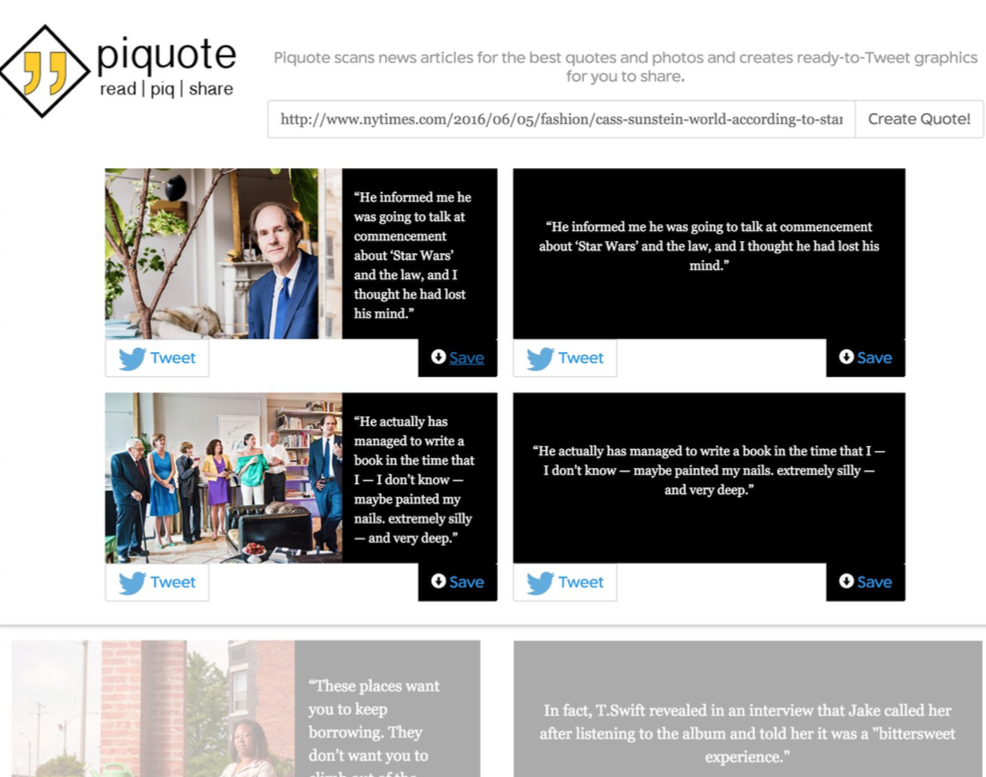 piquote
read | piq | share
Piquote scans news articles for the best quotes and photos and creates ready-to-Tweet graphics
for you to share.
http://www.nytimes.com/2016/06/05/fashion/cass-sunstein-world-according-to-star
Create Quote!
“He informed me he
was going to talk at
commencement
about ‘Star Wars’
and the law, and I
thought he had lost
his mind.”
Tweet
Save
“He informed me he was going to talk at commencement
about ‘Star Wars’ and the law, and I thought he had lost his
mind.”
Tweet
Save
“He actually has
managed to write a
book in the time that
I — I don’t know —
maybe painted my
nails. extremely silly
— and very deep.”
Tweet
Save
“He actually has managed to write a book in the time that I —
I don’t know — maybe painted my nails. extremely silly —
and very deep.”
Tweet
Save
“These places want
you to keep
borrowing. They
don’t want you to
climb out of the
In fact, T.Swift revealed in an interview that Jake called her
after listening to the album and told her it was a "bittersweet
experience."